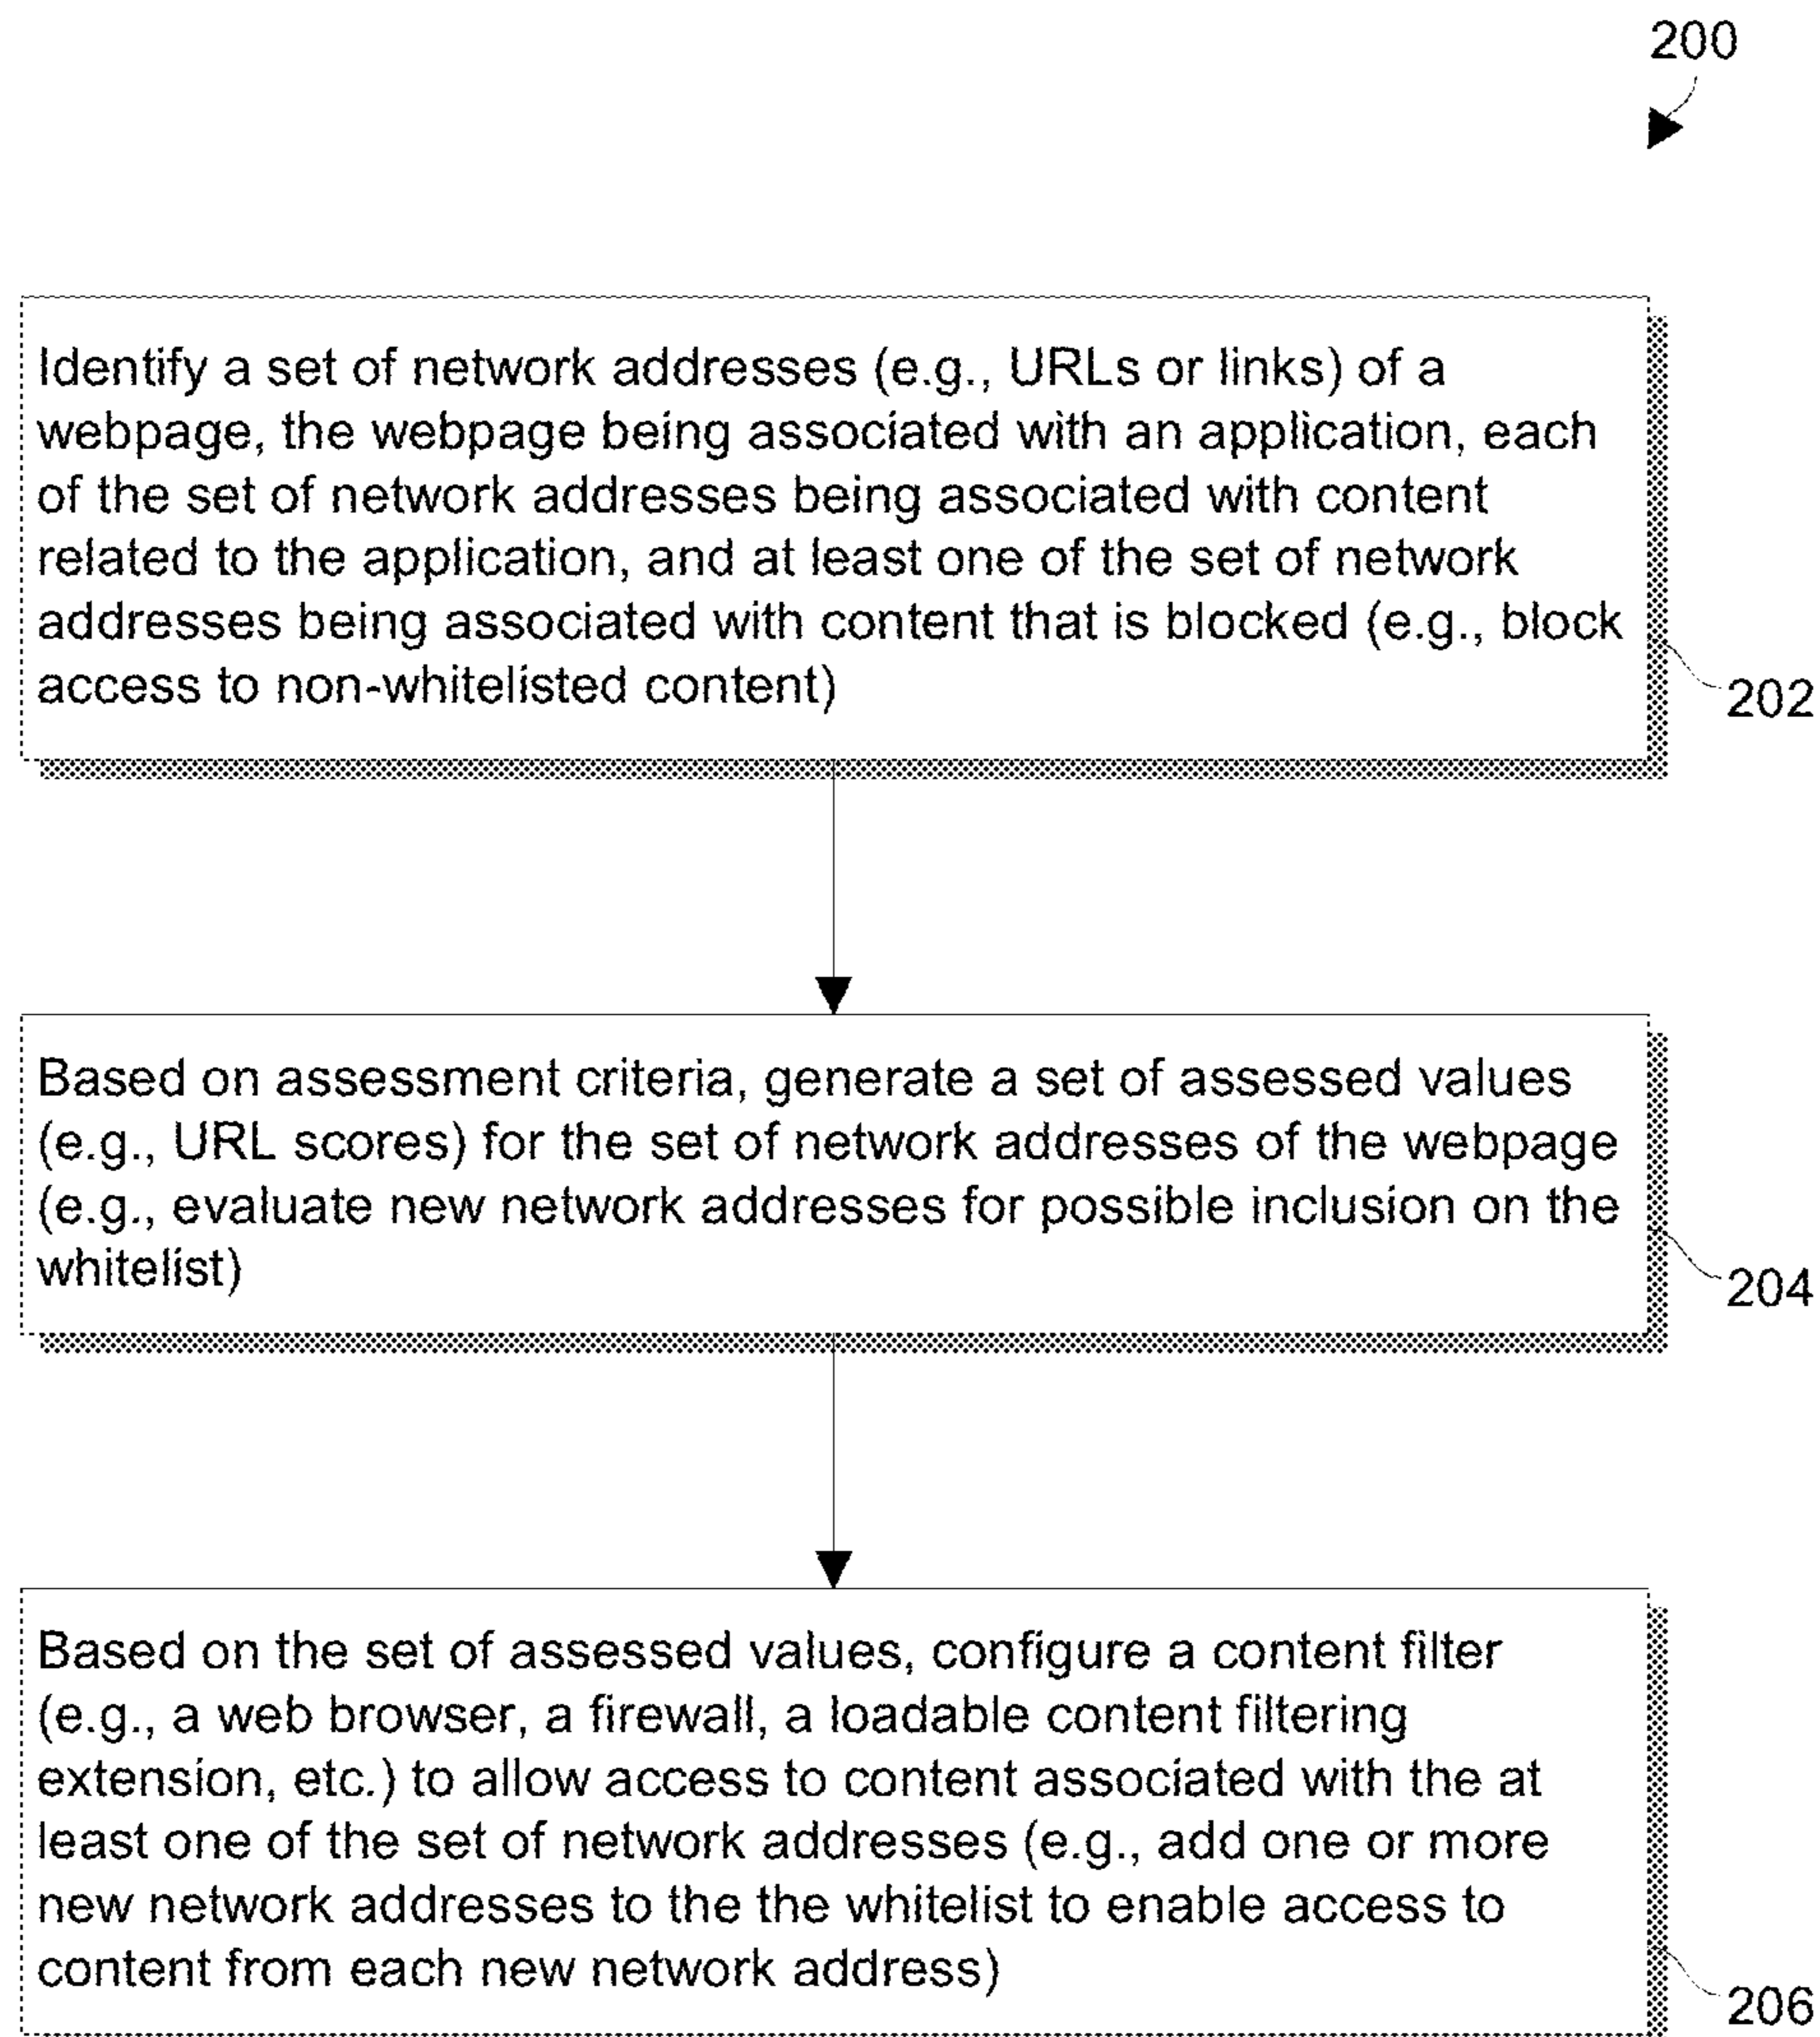 200
Identify a set of network addresses (e.g., URLs or links) of a
webpage, the webpage being associated with an application, each
of the set of network addresses being associated with content
related to the application, and at least one of the set of network
addresses being associated with content that is blocked (e.g., block
access to non-whitelisted content)
202
Based on assessment criteria, generate a set of assessed values
(e.g., URL scores) for the set of network addresses of the webpage
(e.g., evaluate new network addresses for possible inclusion on the
whitelist)
204
Based on the set of assessed values, configure a content filter
(e.g., a web browser, a firewall, a loadable content filtering
extension, etc.) to allow access to content associated with the at
least one of the set of network addresses (e.g., add one or more
new network addresses to the the whitelist to enable access to
content from each new network address)
206